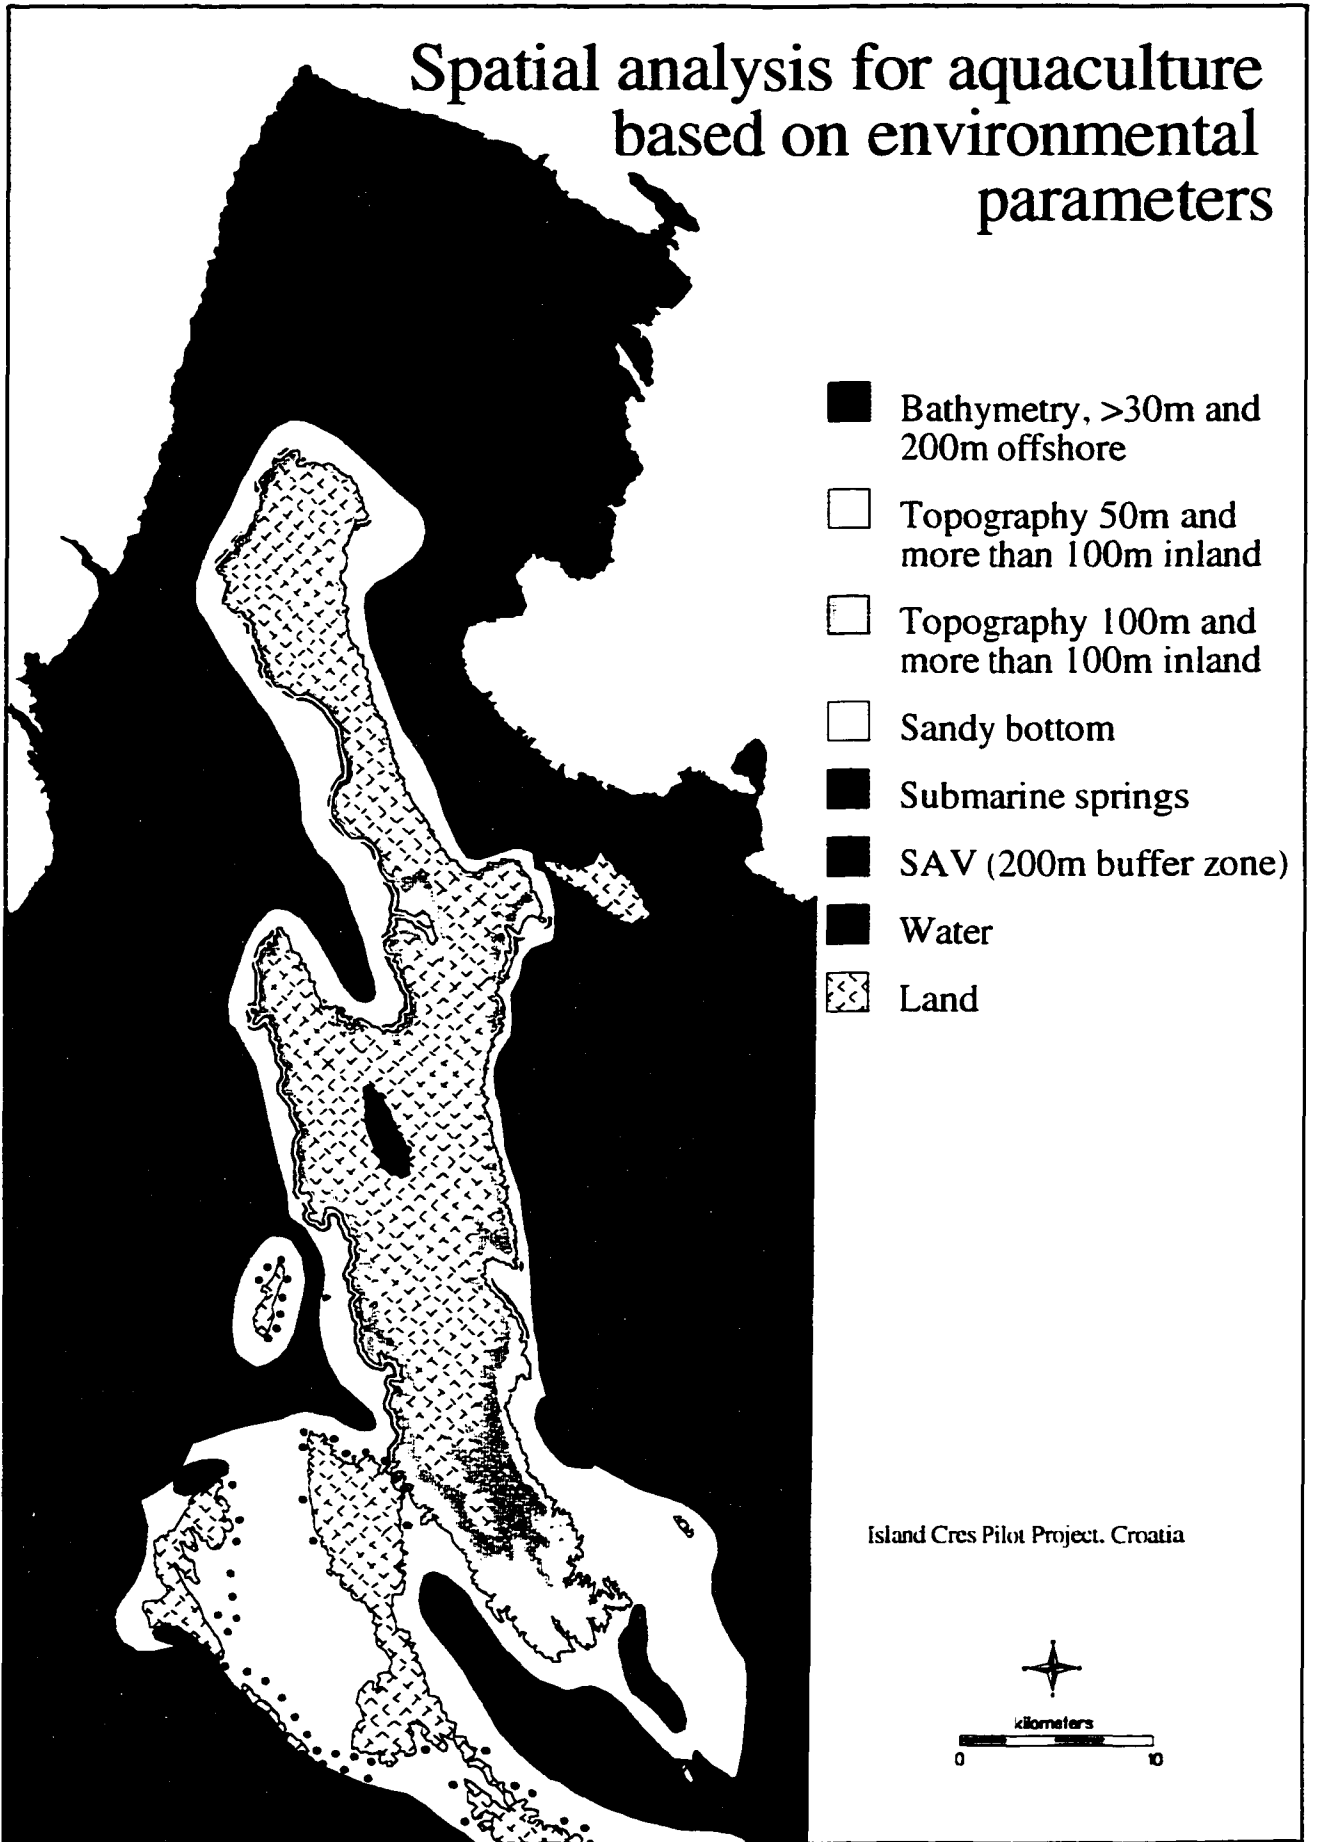 Spatial analysis for aquaculture
based on environmental
parameters
Bathymetry, >30m and
200m offshore
Topography 50m and
more than 100m inland
Topography 100m and
more than 100m inland
Sandy bottom
Submarine springs
SAV (200m buffer zone)
Water
Land
Island Cres Pilot Project. Croatia
kilometers
0 10